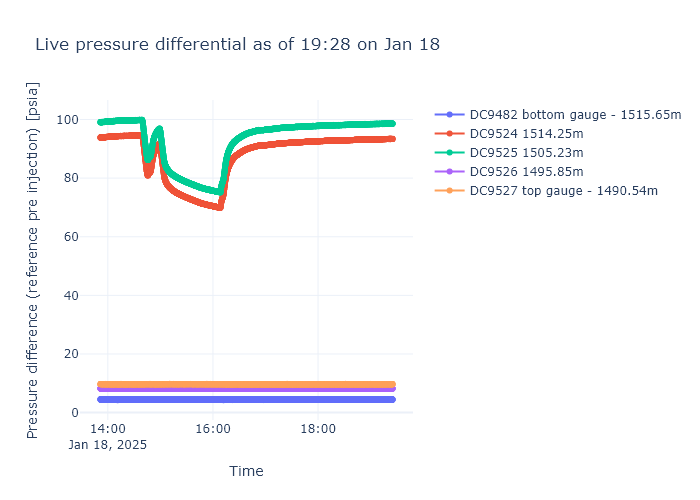 Live pressure differential as of 19:28 on Jan 18
Pressure difference (reference pre injection) [psia]
100
80
60
40
20
0
14:00
Jan 18, 2025
16:00
18:00
Time
DC9482 bottom gauge - 1515.65m
DC9524 1514.25m
DC9525 1505.23m
DC9526 1495.85m
DC9527 top gauge - 1490.54m